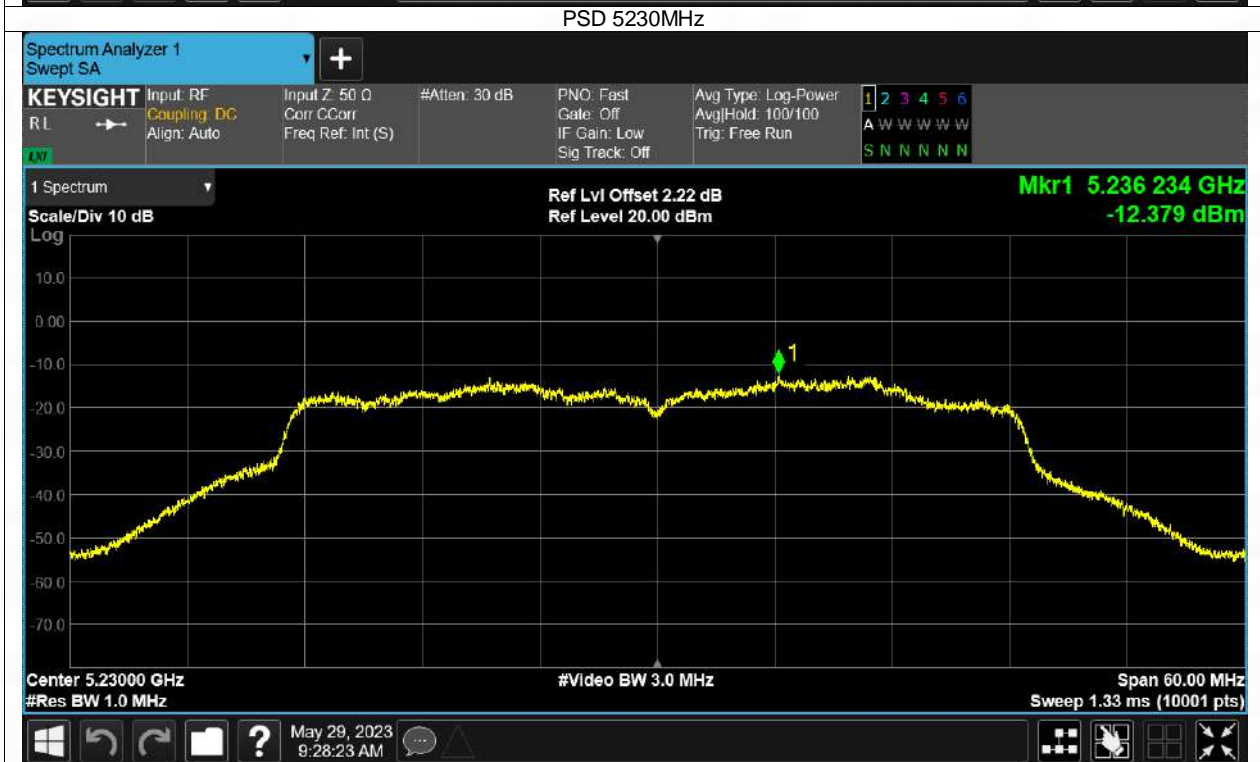 PSD 5230MHz
Spectrum Analyzer 1
Swept SA
+
KEYSIGHT
RL
LXI
Input: RF
Coupling: DC
Align: Auto
Input Z: 50 Ω
Corr CCorr
Freq Ref: Int (S)
#Atten: 30 dB
PNO: Fast
Gate: Off
IF Gain: Low
Sig Track: Off
Avg Type: Log-Power
Avg|Hold: 100/100
Trig: Free Run
1 2 3 4 5 6
A W W W W W
S N N N N N
1 Spectrum
Scale/Div 10 dB
Log
Ref Lvl Offset 2.22 dB
Ref Level 20.00 dBm
Mkr1 5.236 234 GHz
-12.379 dBm
10.0
0.00
-10.0
1
-20.0
-30.0
-40.0
-50.0
-60.0
-70.0
Center 5.23000 GHz
#Video BW 3.0 MHz
Span 60.00 MHz
#Res BW 1.0 MHz
Sweep 1.33 ms (10001 pts)
?
May 29, 2023
9:28:23 AM